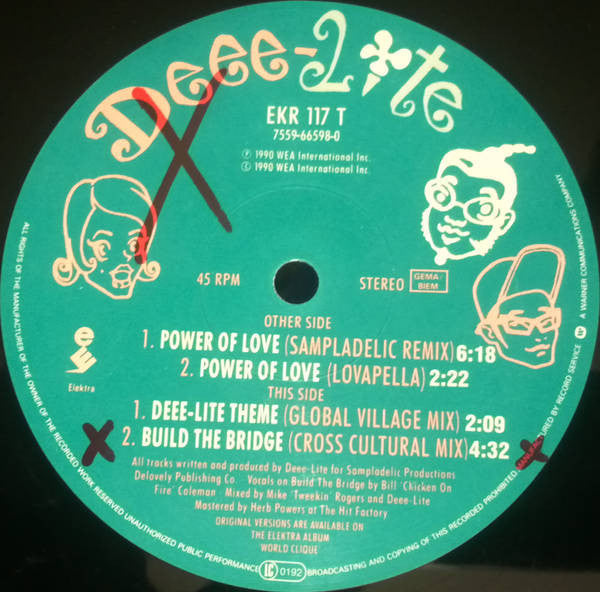 Deee-Lite
EKR 117 T
7559-66598-0
Ⓟ 1990 WEA International Inc.
Ⓒ 1990 WEA International Inc.
45 RPM
STEREO
GEMA/
BIEM
Elektra
OTHER SIDE
1. POWER OF LOVE (SAMPLADELIC REMIX) 6:18
2. POWER OF LOVE (LOVAPELLA) 2:22
THIS SIDE
1. DEEE-LITE THEME (GLOBAL VILLAGE MIX) 2:09
2. BUILD THE BRIDGE (CROSS CULTURAL MIX) 4:32
All tracks written and produced by Deee-Lite for Sampladelic Productions
Delovely Publishing Co. Vocals on Build The Bridge by Bill 'Chicken On
Fire' Coleman · Mixed by Mike 'Tweekin' Rogers and Deee-Lite
Mastered by Herb Powers at The Hit Factory
ORIGINAL VERSIONS ARE AVAILABLE ON
THE ELEKTRA ALBUM
WORLD CLIQUE
LC 0192
ALL RIGHTS OF THE MANUFACTURER OF THE OWNER OF THE RECORDED WORK RESERVED UNAUTHORIZED PUBLIC PERFORMANCE BROADCASTING AND COPYING OF THIS RECORD PROHIBITED. MANUFACTURED BY RECORD SERVICE A WARNER COMMUNICATIONS COMPANY